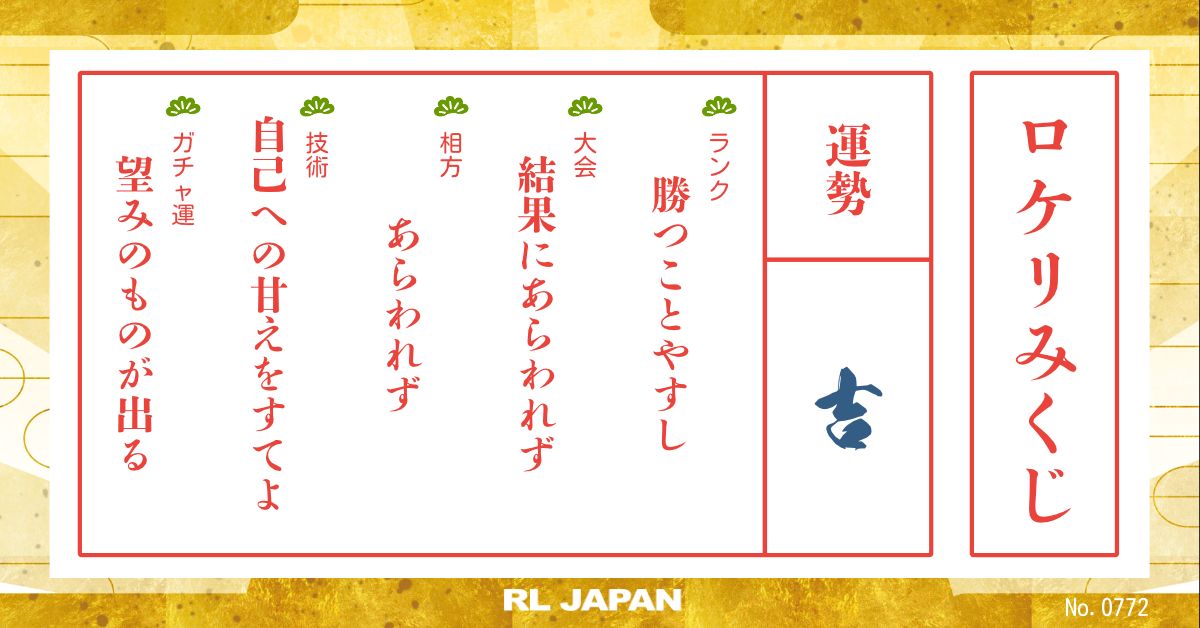 ロケリみくじ
運勢
吉
ランク
勝つことやすし
大会
結果にあらわれず
相方
あらわれず
技術
自己への甘えをすてよ
ガチャ運
望みのものが出る
RL JAPAN
No. 0772